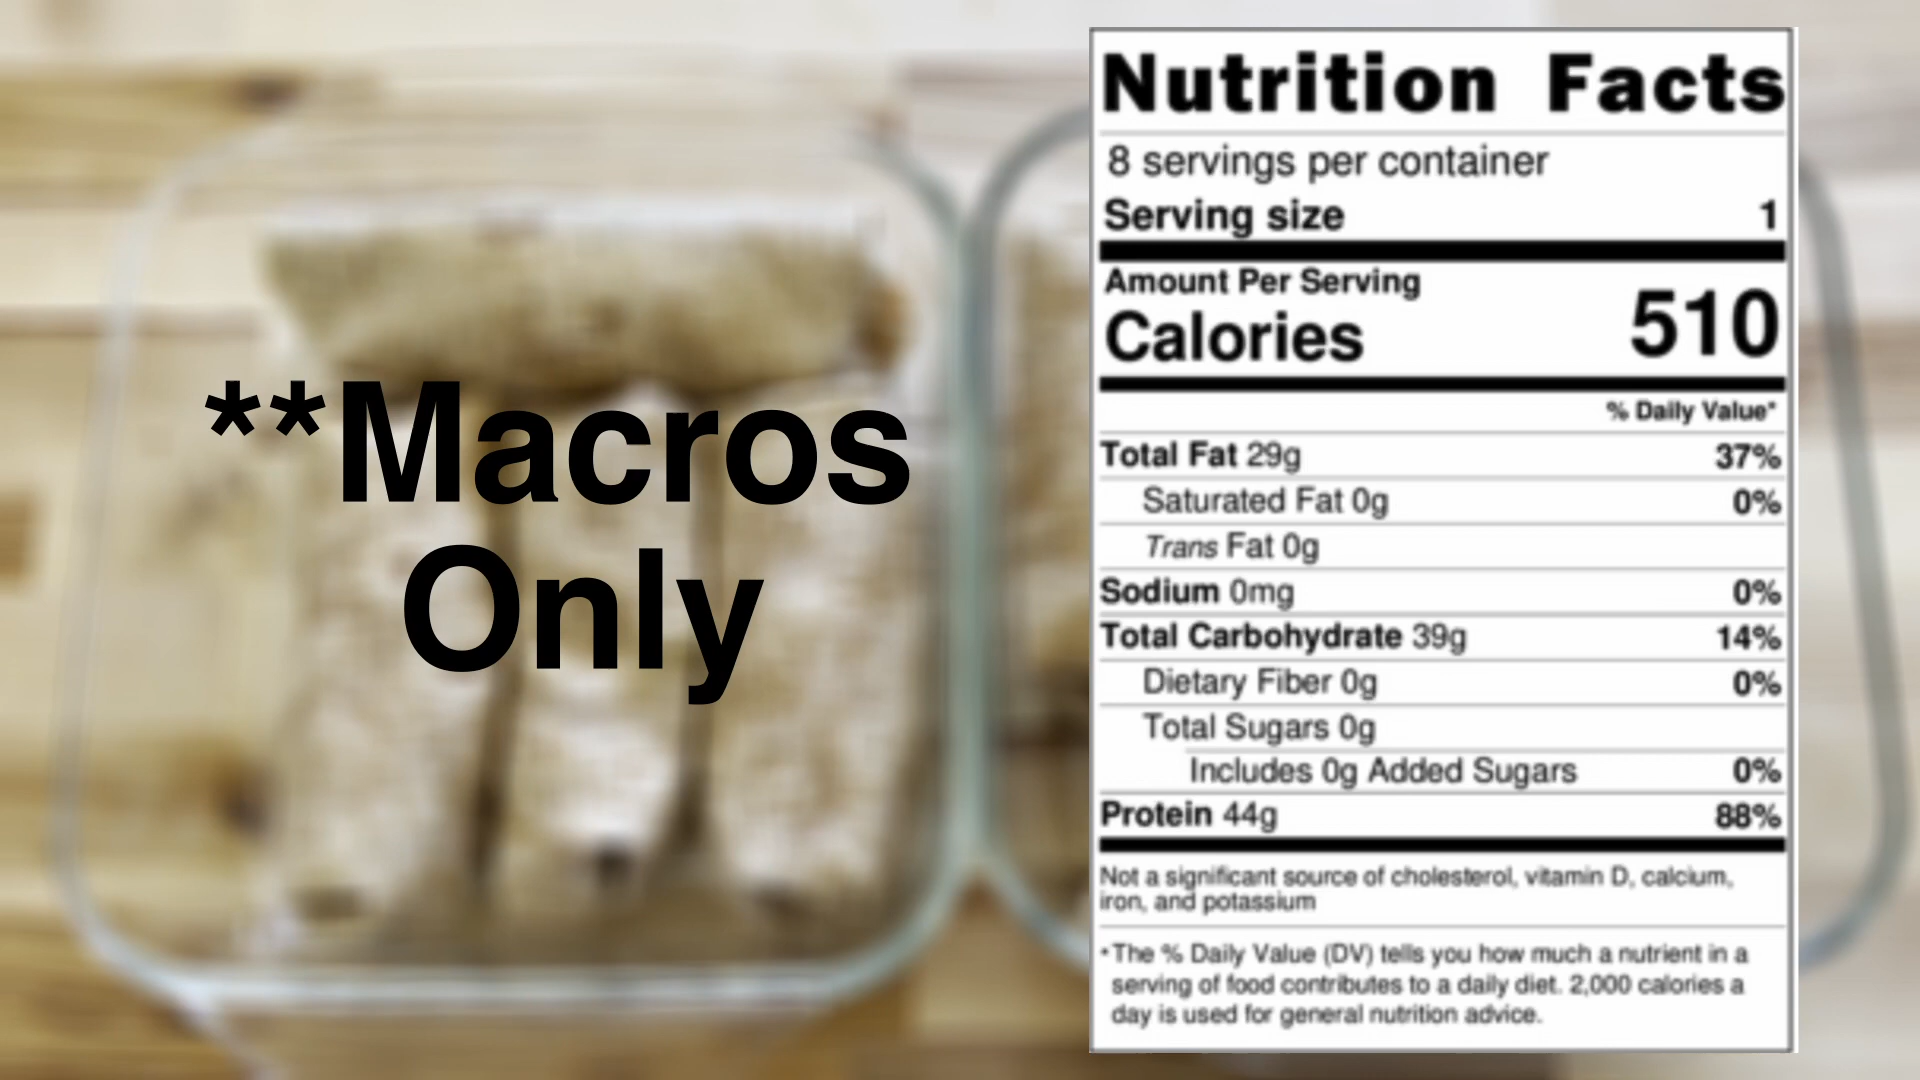 **Macros
Only
Nutrition Facts
8 servings per container
Serving size 1
Amount Per Serving
Calories 510
% Daily Value*
Total Fat 29g 37%
Saturated Fat 0g 0%
Trans Fat 0g
Sodium 0mg 0%
Total Carbohydrate 39g 14%
Dietary Fiber 0g 0%
Total Sugars 0g
Includes 0g Added Sugars 0%
Protein 44g 88%
Not a significant source of cholesterol, vitamin D, calcium,
iron, and potassium
*The % Daily Value (DV) tells you how much a nutrient in a
serving of food contributes to a daily diet. 2,000 calories a
day is used for general nutrition advice.